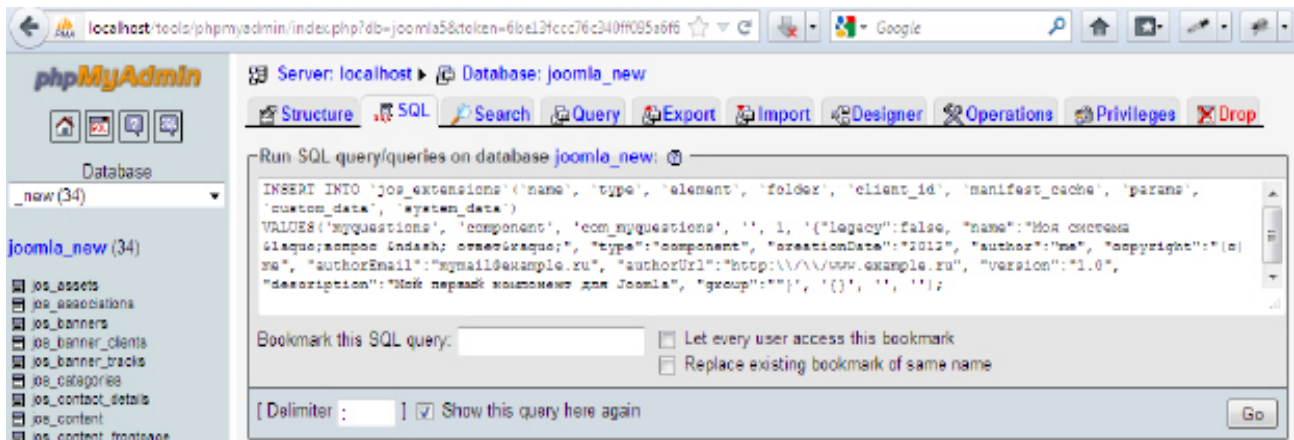 localhost/tools/phpmyadmin/index.php?db=joomla5&token=6be13fccc76c340ff095a6f6
Google
phpMyAdmin
Server: localhost ▸ Database: joomla_new
Structure SQL Search Query Export Import Designer Operations Privileges Drop
Database
_new (34)
Run SQL query/queries on database joomla_new:
INSERT INTO `jos_extensions`(`name`, `type`, `element`, `folder`, `client_id`, `manifest_cache`, `params`,
`custom_data`, `system_data`)
VALUES('myquestions', 'component', 'com_myquestions', '', 1, '{"legacy":false, "name":"Моя система
&laquo;вопрос &ndash; ответ&raquo;", "type":"component", "creationDate":"2012", "author":"me", "copyright":"(c)
me", "authorEmail":"mymail@example.ru", "authorUrl":"http:\\/\\/www.example.ru", "version":"1.0",
"description":"Мой первый компонент для Joomla", "group":""}', '{}', '', '');
joomla_new (34)
jos_assets
jos_associations
jos_banners
jos_banner_clients
jos_banner_tracks
jos_categories
jos_contact_details
jos_content
jos_content_frontpage
Bookmark this SQL query:
Let every user access this bookmark
Replace existing bookmark of same name
[ Delimiter ; ] Show this query here again
Go